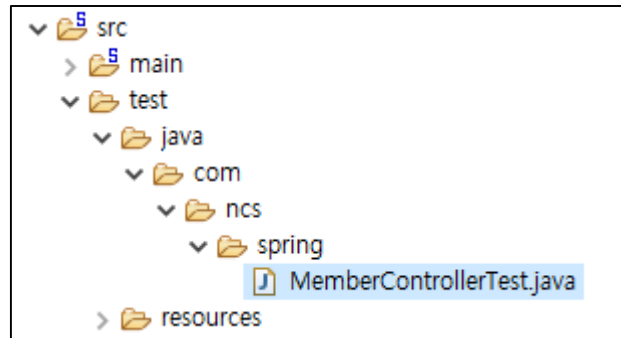 src
main
test
java
com
ncs
spring
MemberControllerTest.java
resources